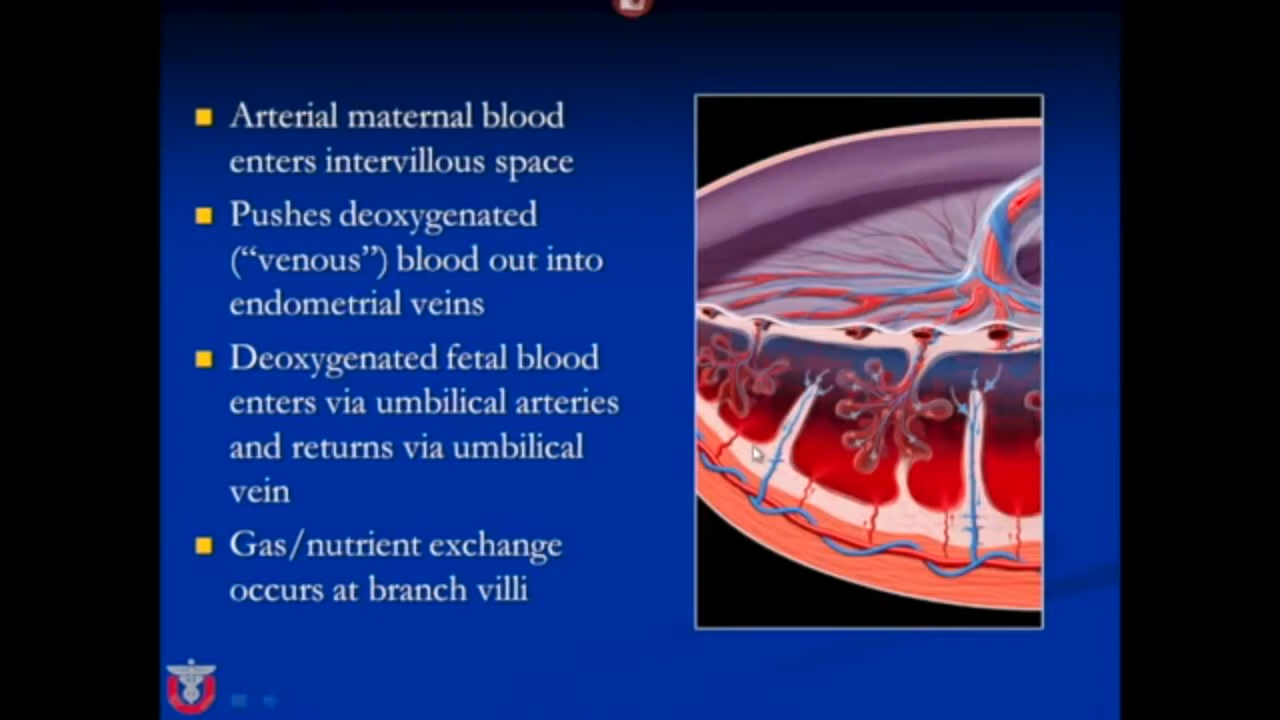 Arterial maternal blood
enters intervillous space
Pushes deoxygenated
(“venous”) blood out into
endometrial veins
Deoxygenated fetal blood
enters via umbilical arteries
and returns via umbilical
vein
Gas/nutrient exchange
occurs at branch villi